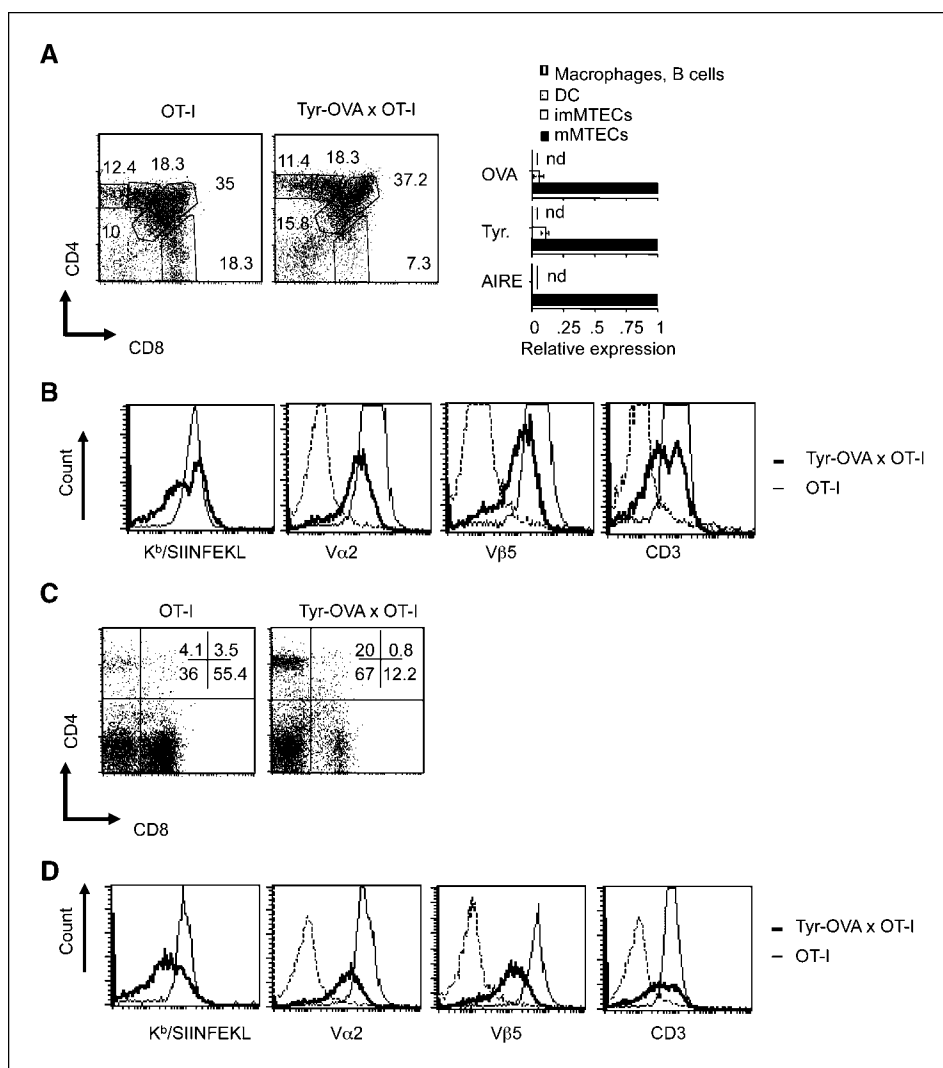 A
OT-I
Tyr-OVA x OT-I
12.4 18.3 35
10 18.3
11.4 18.3 37.2
15.8 7.3
CD4
CD8
Macrophages, B cells
DC
imMTECs
mMTECs
OVA nd
Tyr. nd
AIRE nd
0 .25 .5 .75 1
Relative expression
B
Count
Kᵇ/SIINFEKL Vα2 Vβ5 CD3
Tyr-OVA x OT-I
OT-I
C
OT-I
Tyr-OVA x OT-I
4.1 3.5
36 55.4
20 0.8
67 12.2
CD4
CD8
D
Count
Kᵇ/SIINFEKL Vα2 Vβ5 CD3
Tyr-OVA x OT-I
OT-I